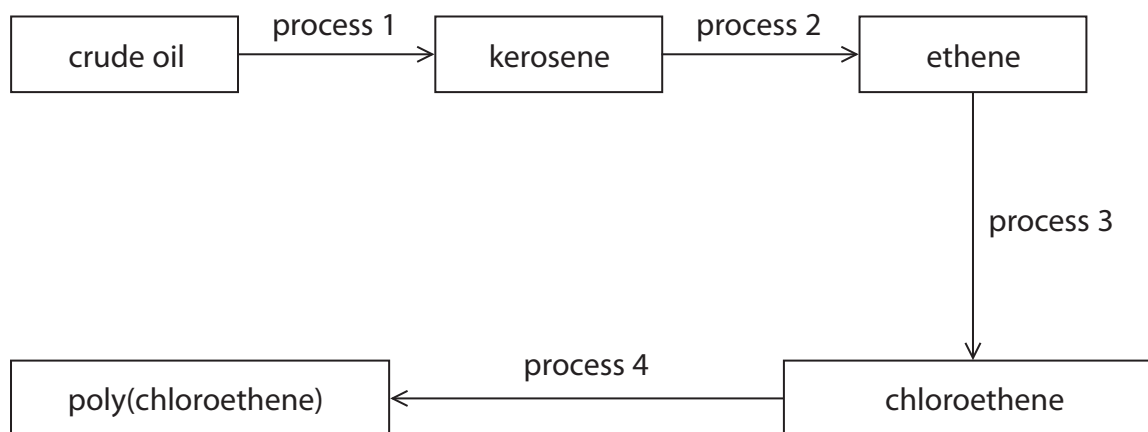 crude oil
process 1
kerosene
process 2
ethene
process 3
chloroethene
process 4
poly(chloroethene)